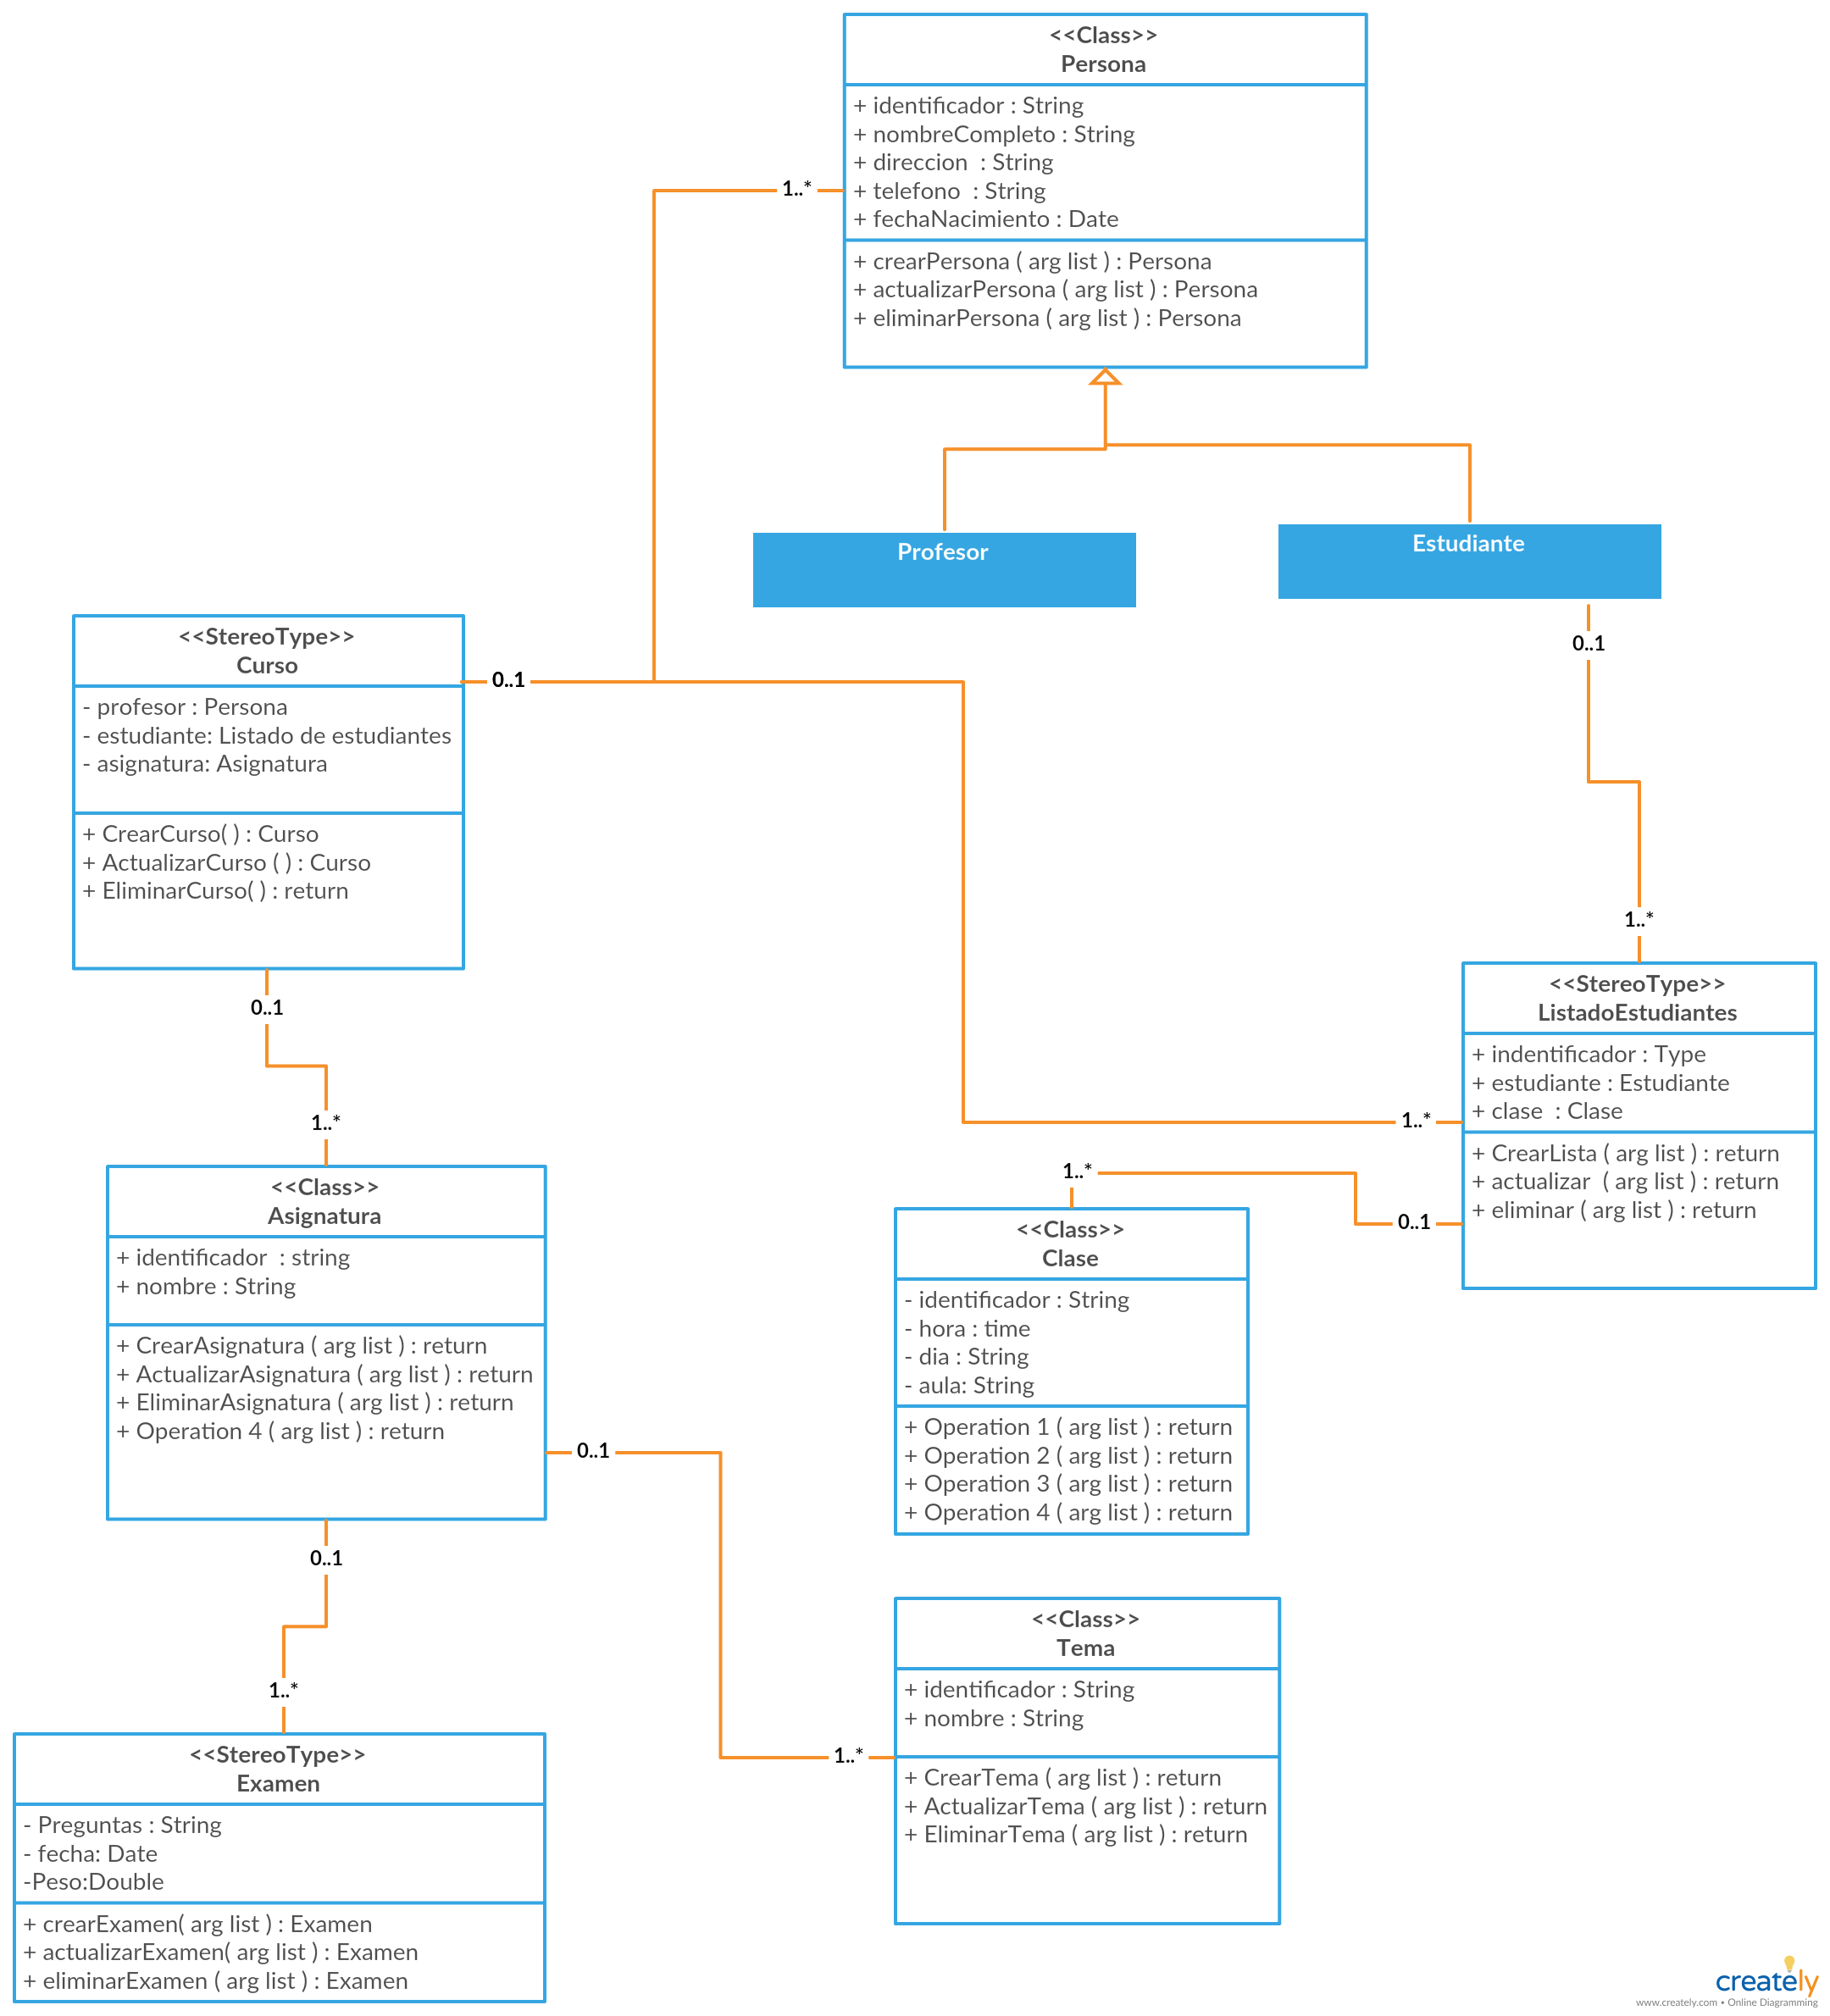 <<Class>>
Persona
+ identificador : String
+ nombreCompleto : String
+ direccion : String
+ telefono : String
+ fechaNacimiento : Date
+ crearPersona ( arg list ) : Persona
+ actualizarPersona ( arg list ) : Persona
+ eliminarPersona ( arg list ) : Persona
1..*
Profesor
Estudiante
0..1
<<StereoType>>
Curso
- profesor : Persona
- estudiante: Listado de estudiantes
- asignatura: Asignatura
+ CrearCurso( ) : Curso
+ ActualizarCurso ( ) : Curso
+ EliminarCurso( ) : return
0..1
0..1
1..*
1..*
<<StereoType>>
ListadoEstudiantes
+ indentificador : Type
+ estudiante : Estudiante
+ clase : Clase
+ CrearLista ( arg list ) : return
+ actualizar ( arg list ) : return
+ eliminar ( arg list ) : return
1..*
1..*
0..1
<<Class>>
Asignatura
+ identificador : string
+ nombre : String
+ CrearAsignatura ( arg list ) : return
+ ActualizarAsignatura ( arg list ) : return
+ EliminarAsignatura ( arg list ) : return
+ Operation 4 ( arg list ) : return
<<Class>>
Clase
- identificador : String
- hora : time
- dia : String
- aula: String
+ Operation 1 ( arg list ) : return
+ Operation 2 ( arg list ) : return
+ Operation 3 ( arg list ) : return
+ Operation 4 ( arg list ) : return
0..1
0..1
1..*
1..*
<<Class>>
Tema
+ identificador : String
+ nombre : String
+ CrearTema ( arg list ) : return
+ ActualizarTema ( arg list ) : return
+ EliminarTema ( arg list ) : return
<<StereoType>>
Examen
- Preguntas : String
- fecha: Date
-Peso:Double
+ crearExamen( arg list ) : Examen
+ actualizarExamen( arg list ) : Examen
+ eliminarExamen ( arg list ) : Examen
creately
www.creately.com • Online Diagramming